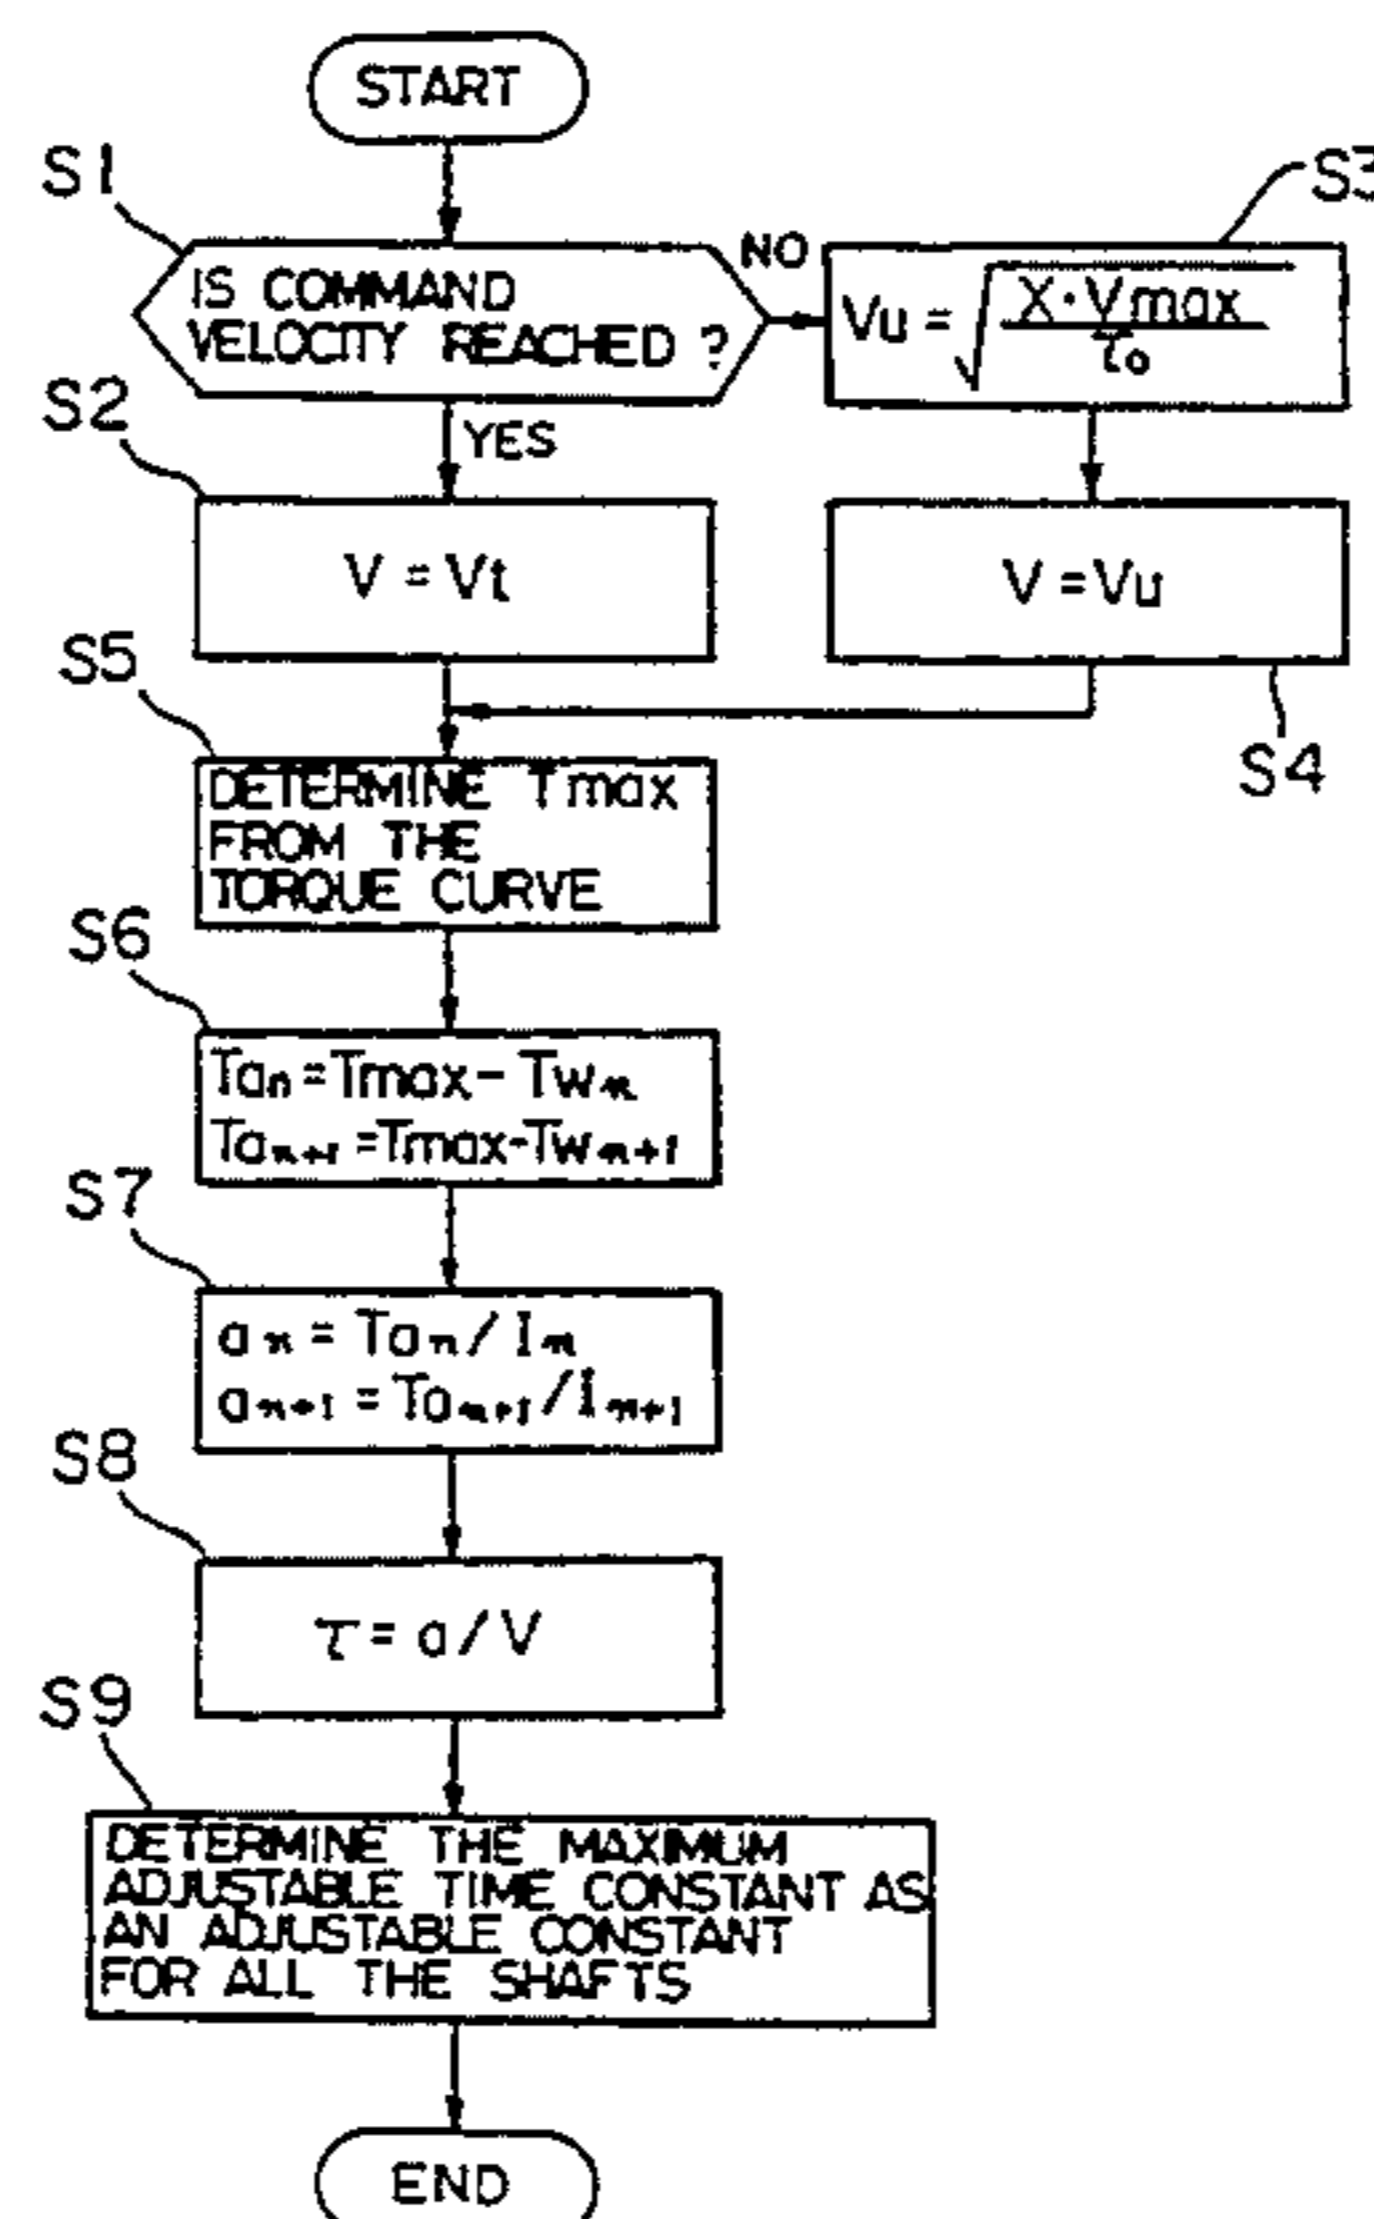 START
S1
IS COMMAND
VELOCITY REACHED ?
NO
S3
Vu = √(X·Vmax / τo)
YES
S2
V = Vt
V = Vu
S4
S5
DETERMINE Tmax
FROM THE
TORQUE CURVE
S6
Tan = Tmax - Twn
Tan+1 = Tmax - Twn+1
S7
an = Tan / In
an+1 = Tan+1 / In+1
S8
τ = a / V
S9
DETERMINE THE MAXIMUM
ADJUSTABLE TIME CONSTANT AS
AN ADJUSTABLE CONSTANT
FOR ALL THE SHAFTS
END